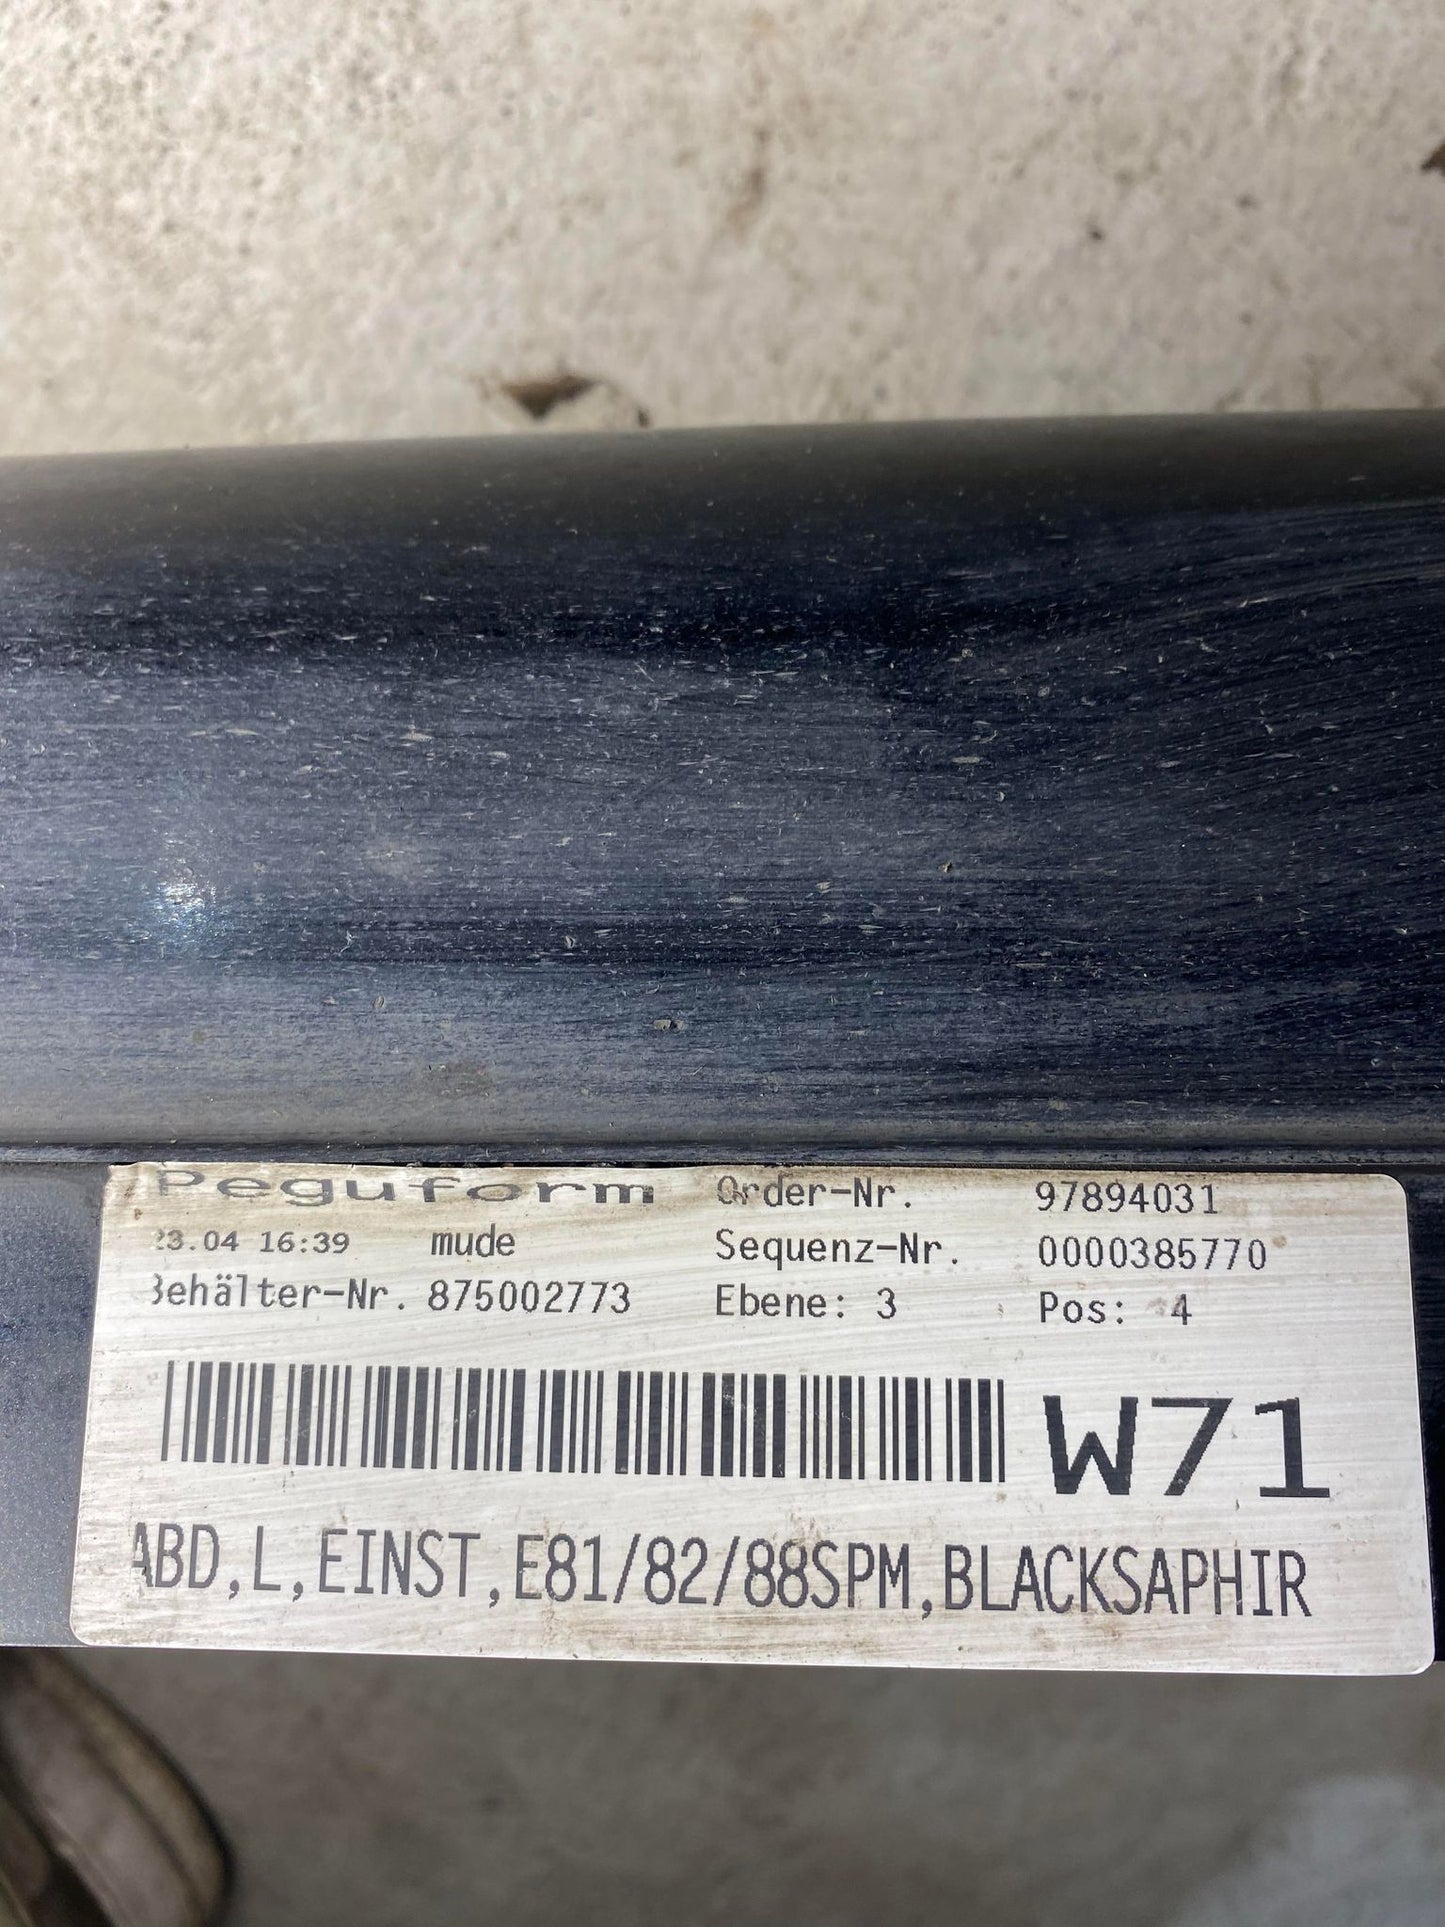 Peguform Order-Nr. 97894031
23.04 16:39 mude Sequenz-Nr. 0000385770
Behälter-Nr. 875002773 Ebene: 3 Pos: 4
W71
ABD,L,EINST,E81/82/88SPM,BLACKSAPHIR